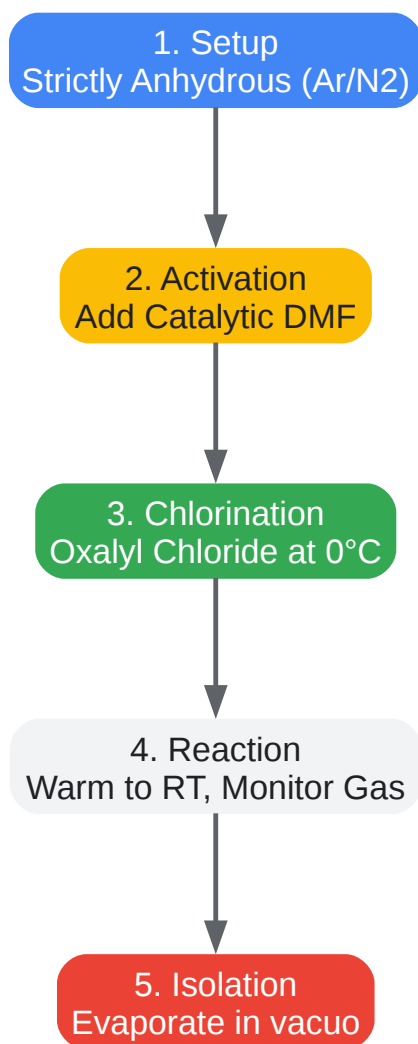 1. Setup
Strictly Anhydrous (Ar/N2)
2. Activation
Add Catalytic DMF
3. Chlorination
Oxalyl Chloride at 0°C
4. Reaction
Warm to RT, Monitor Gas
5. Isolation
Evaporate in vacuo